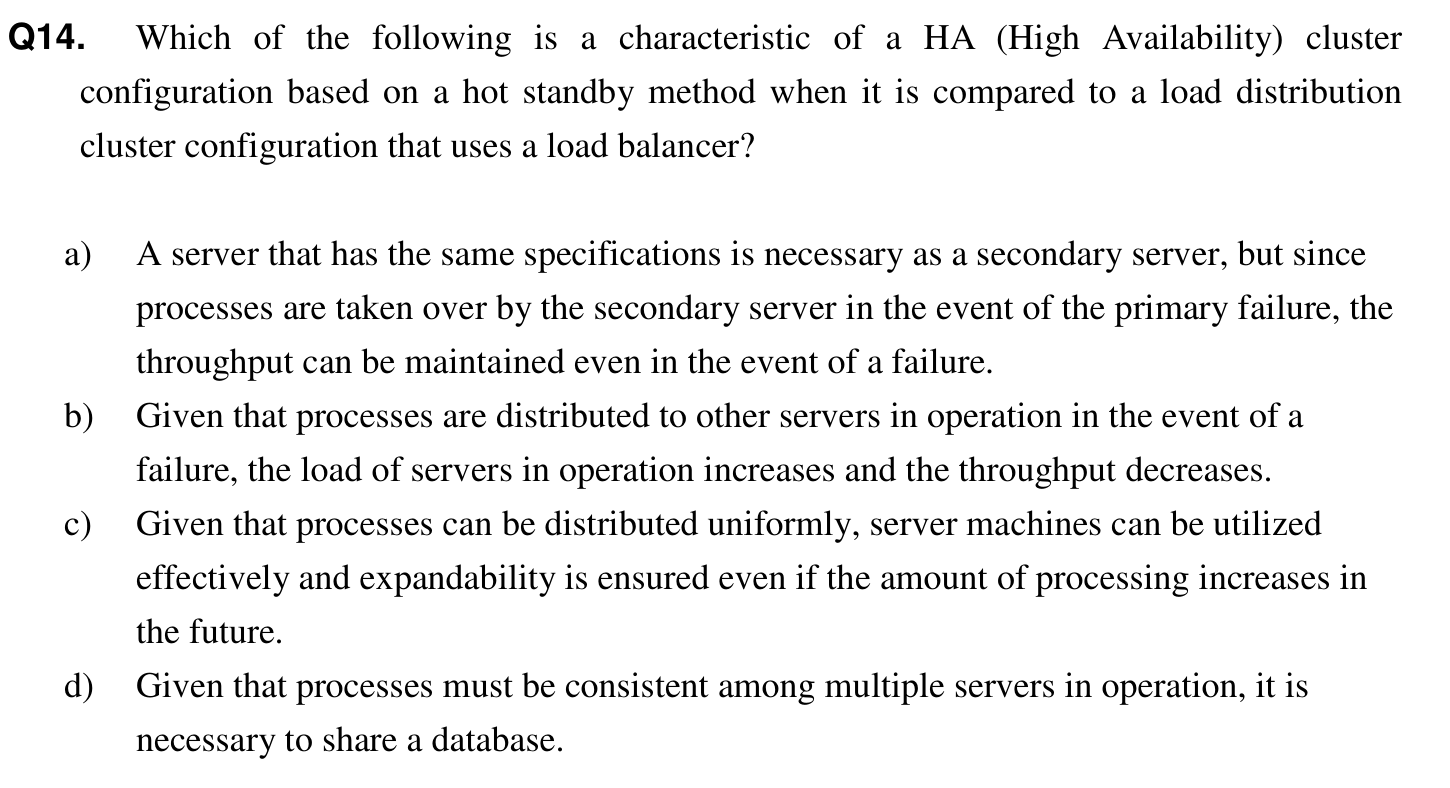 Q14. Which of the following is a characteristic of a HA (High Availability) cluster
configuration based on a hot standby method when it is compared to a load distribution
cluster configuration that uses a load balancer?
a) A server that has the same specifications is necessary as a secondary server, but since
processes are taken over by the secondary server in the event of the primary failure, the
throughput can be maintained even in the event of a failure.
b) Given that processes are distributed to other servers in operation in the event of a
failure, the load of servers in operation increases and the throughput decreases.
c) Given that processes can be distributed uniformly, server machines can be utilized
effectively and expandability is ensured even if the amount of processing increases in
the future.
d) Given that processes must be consistent among multiple servers in operation, it is
necessary to share a database.